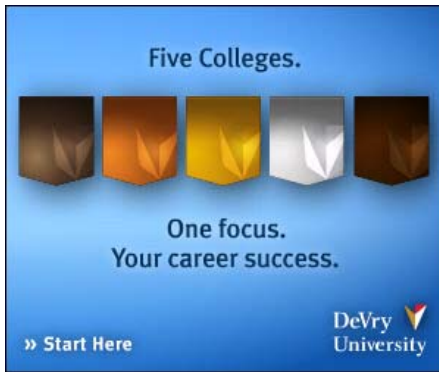 Five Colleges.
One focus.
Your career success.
» Start Here
DeVry
University